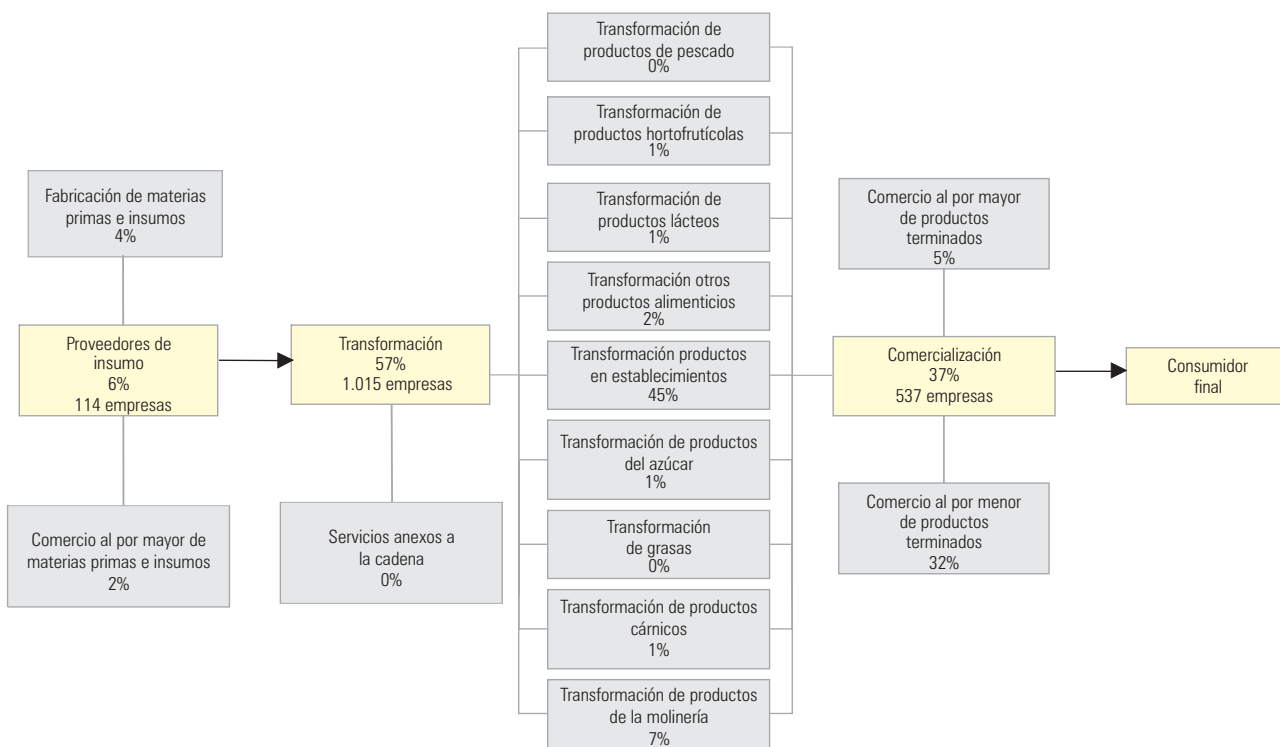 Fabricación de materias
primas e insumos
4%
Proveedores de
insumo
6%
114 empresas
Comercio al por mayor de
materias primas e insumos
2%
Transformación
57%
1.015 empresas
Servicios anexos a
la cadena
0%
Transformación de
productos de pescado
0%
Transformación de
productos hortofrutícolas
1%
Transformación de
productos lácteos
1%
Transformación otros
productos alimenticios
2%
Transformación productos
en establecimientos
45%
Transformación de productos
del azúcar
1%
Transformación
de grasas
0%
Transformación de productos
cárnicos
1%
Transformación de productos
de la molinería
7%
Comercio al por mayor
de productos
terminados
5%
Comercialización
37%
537 empresas
Comercio al por menor
de productos
terminados
32%
Consumidor
final